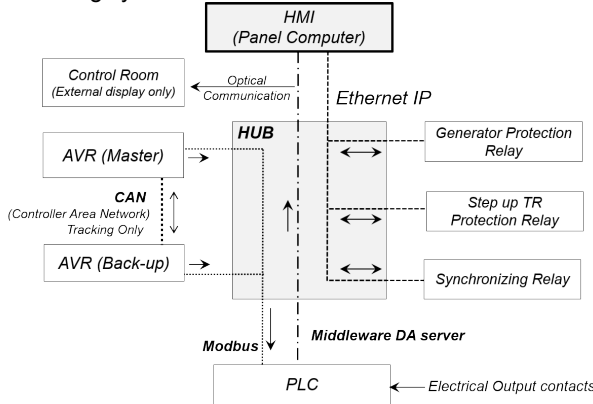 HMI
(Panel Computer)
Control Room
(External display only)
Optical
Communication
Ethernet IP
HUB
Generator Protection
Relay
AVR (Master)
CAN
(Controller Area Network)
Tracking Only
Step up TR
Protection Relay
AVR (Back-up)
Synchronizing Relay
Modbus
Middleware DA server
PLC
Electrical Output contacts